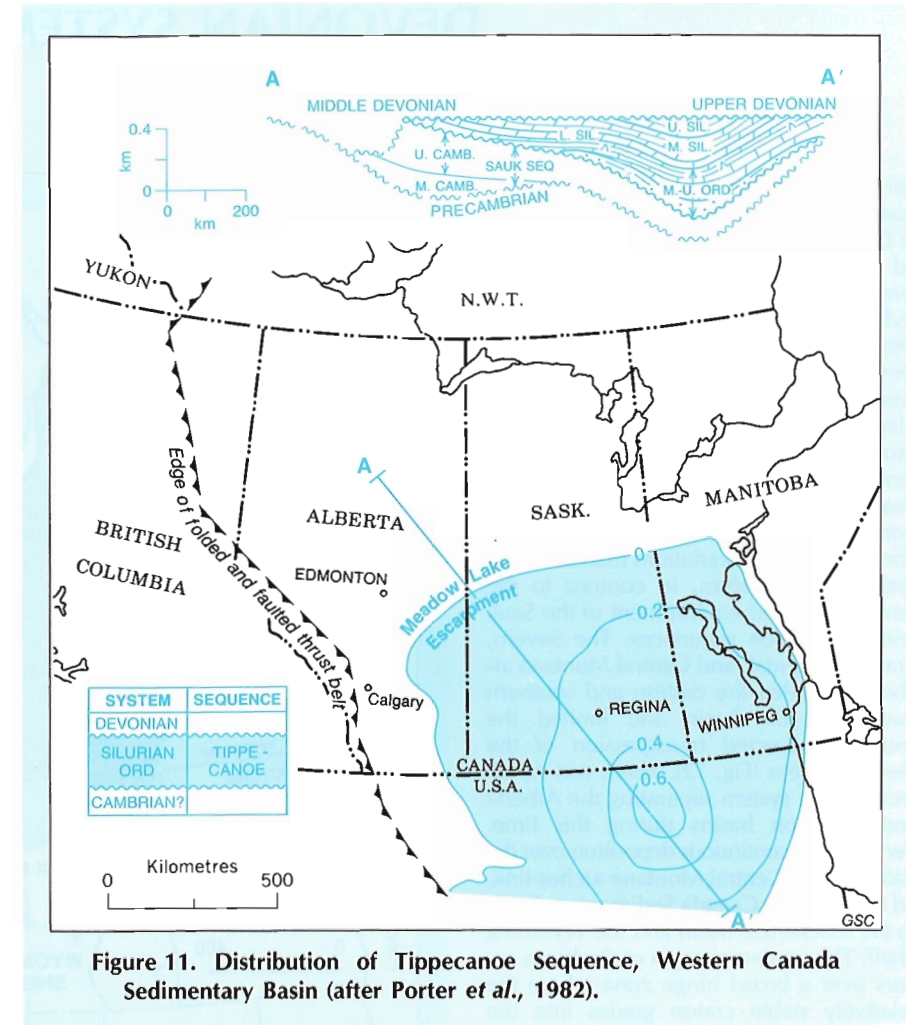 A
A'
MIDDLE DEVONIAN
UPPER DEVONIAN
0.4
km
0
0
200
km
U. SIL.
L. SIL.
M. SIL.
U. CAMB.
SAUK SEQ
M. CAMB.
M.-U. ORD.
PRECAMBRIAN
YUKON
N.W.T.
A
ALBERTA
SASK.
MANITOBA
BRITISH
COLUMBIA
Edge of folded and faulted thrust belt
EDMONTON
Meadow Lake
Escarpment
0
0.2
Calgary
REGINA
WINNIPEG
0.4
CANADA
U.S.A.
0.6
SYSTEM SEQUENCE
DEVONIAN
SILURIAN TIPPE-
ORD CANOE
CAMBRIAN?
Kilometres
0 500
A'
GSC
Figure 11. Distribution of Tippecanoe Sequence, Western Canada
Sedimentary Basin (after Porter et al., 1982).